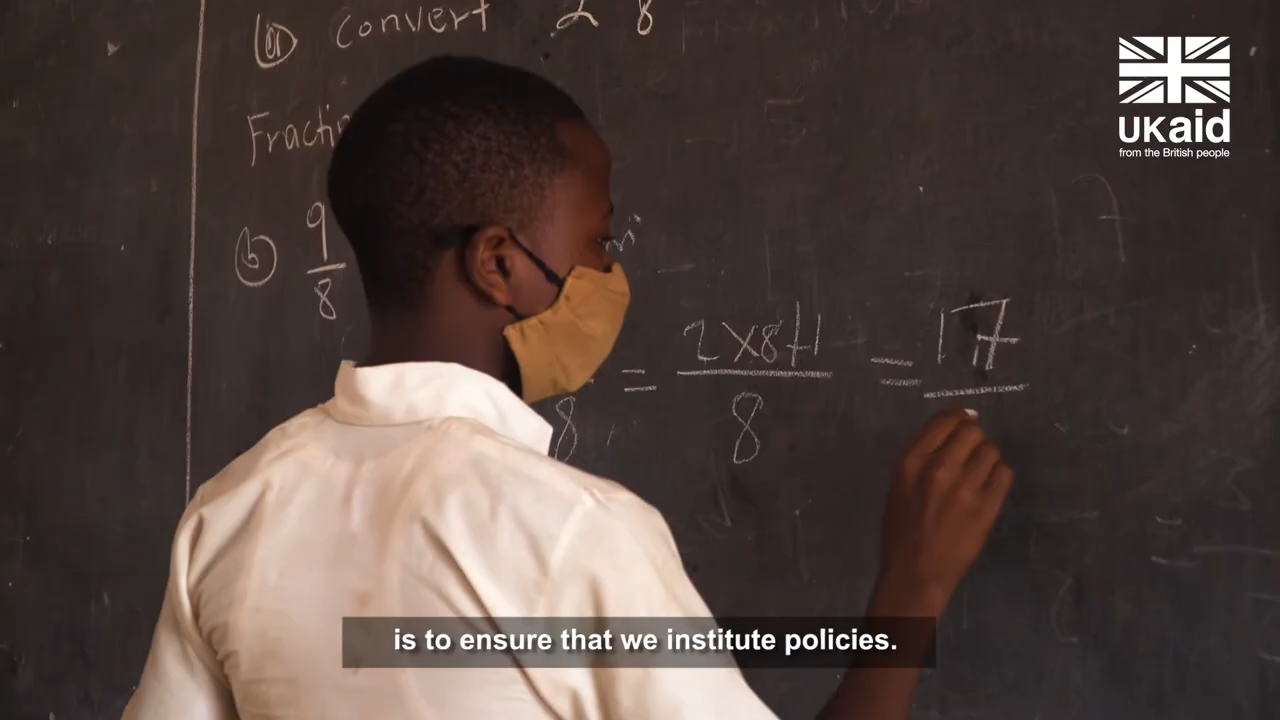 (a) Convert 2 8
UKaid
from the British people
(b) 9/8
8 = 2x8+1/8 = 17
17
is to ensure that we institute policies.